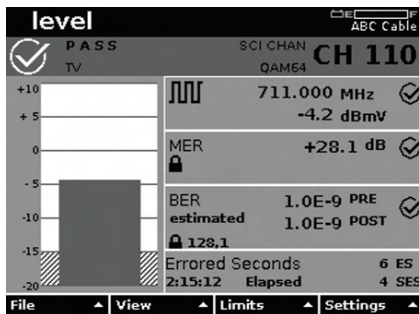 level
E F
ABC Cable
PASS
TV
SCI CHAN
QAM64
CH 110
+10
+ 5
0
- 5
-10
-15
-20
711.000 MHz
-4.2 dBmV
MER
+28.1 dB
BER
estimated
1.0E-9 PRE
1.0E-9 POST
128,1
Errored Seconds
6 ES
2:15:12 Elapsed
4 SES
File View Limits Settings